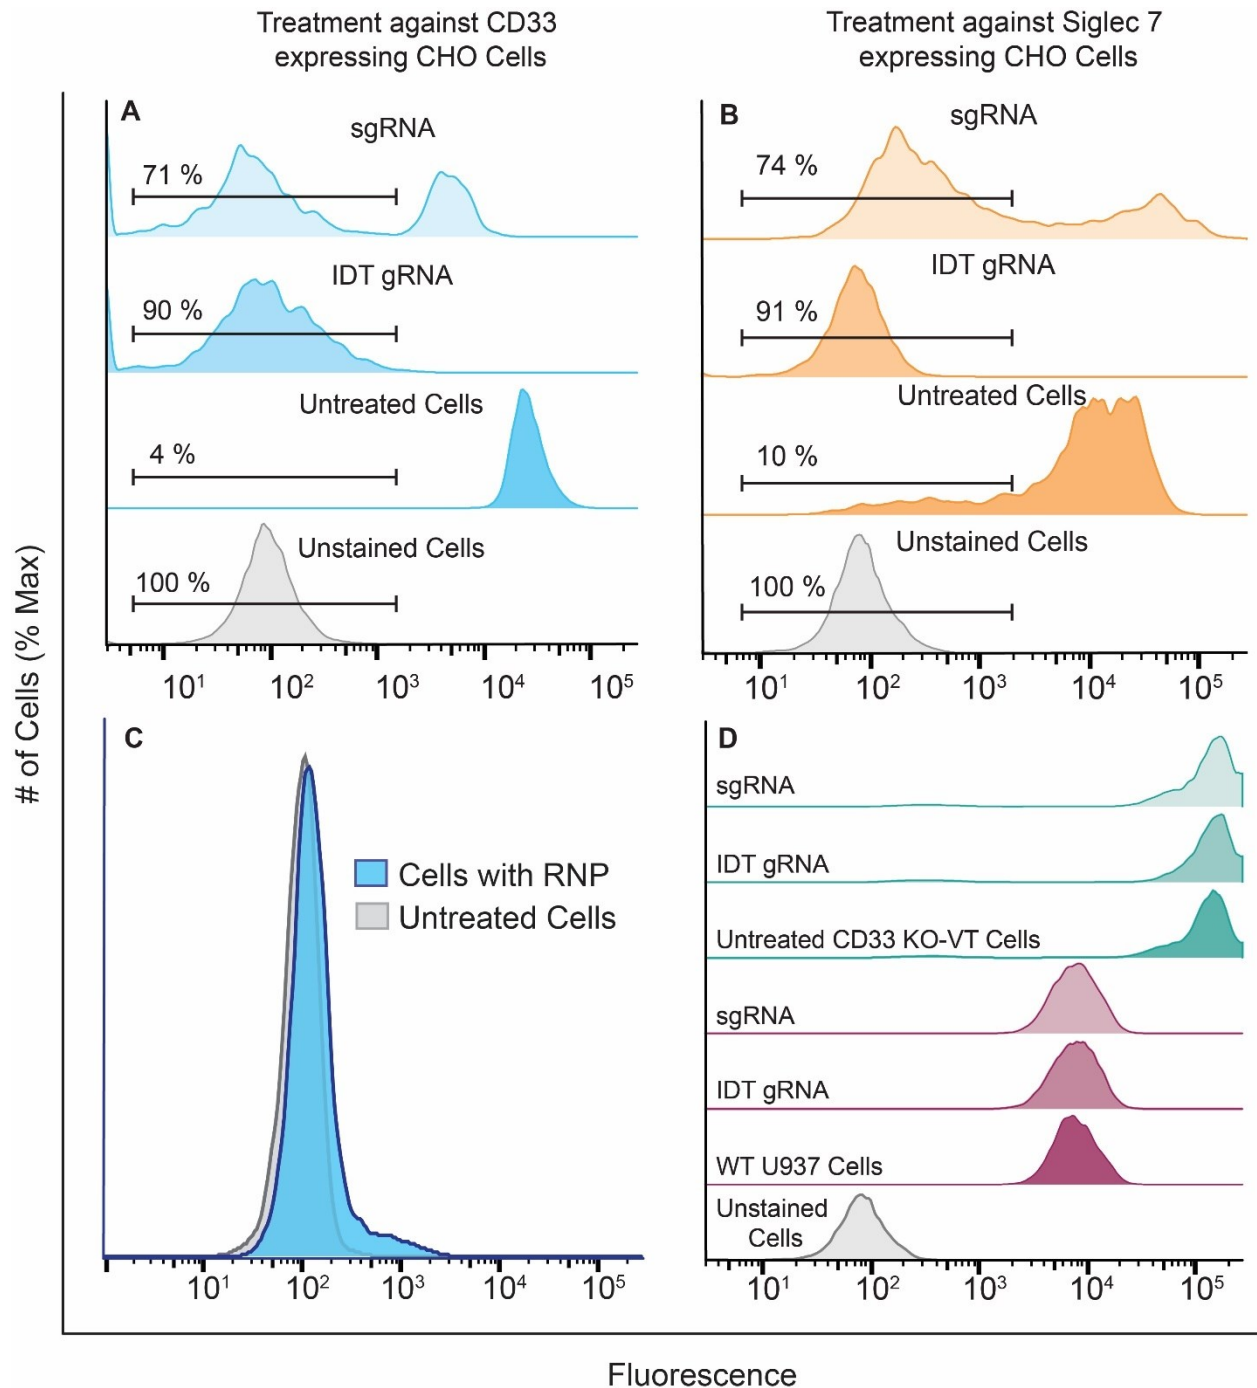 Treatment against CD33
expressing CHO Cells
Treatment against Siglec 7
expressing CHO Cells
# of Cells (% Max)
A
sgRNA
71 %
IDT gRNA
90 %
Untreated Cells
4 %
Unstained Cells
100 %
10¹ 10² 10³ 10⁴ 10⁵
B
sgRNA
74 %
IDT gRNA
91 %
Untreated Cells
10 %
Unstained Cells
100 %
10¹ 10² 10³ 10⁴ 10⁵
C
Cells with RNP
Untreated Cells
10¹ 10² 10³ 10⁴ 10⁵
D
sgRNA
IDT gRNA
Untreated CD33 KO-VT Cells
sgRNA
IDT gRNA
WT U937 Cells
Unstained
Cells
10¹ 10² 10³ 10⁴ 10⁵
Fluorescence